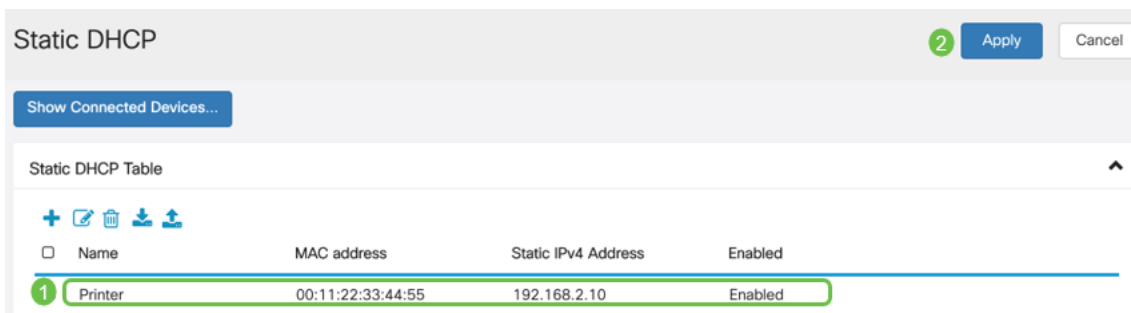 Static DHCP
2 Apply Cancel
Show Connected Devices...
Static DHCP Table
Name MAC address Static IPv4 Address Enabled
1 Printer 00:11:22:33:44:55 192.168.2.10 Enabled